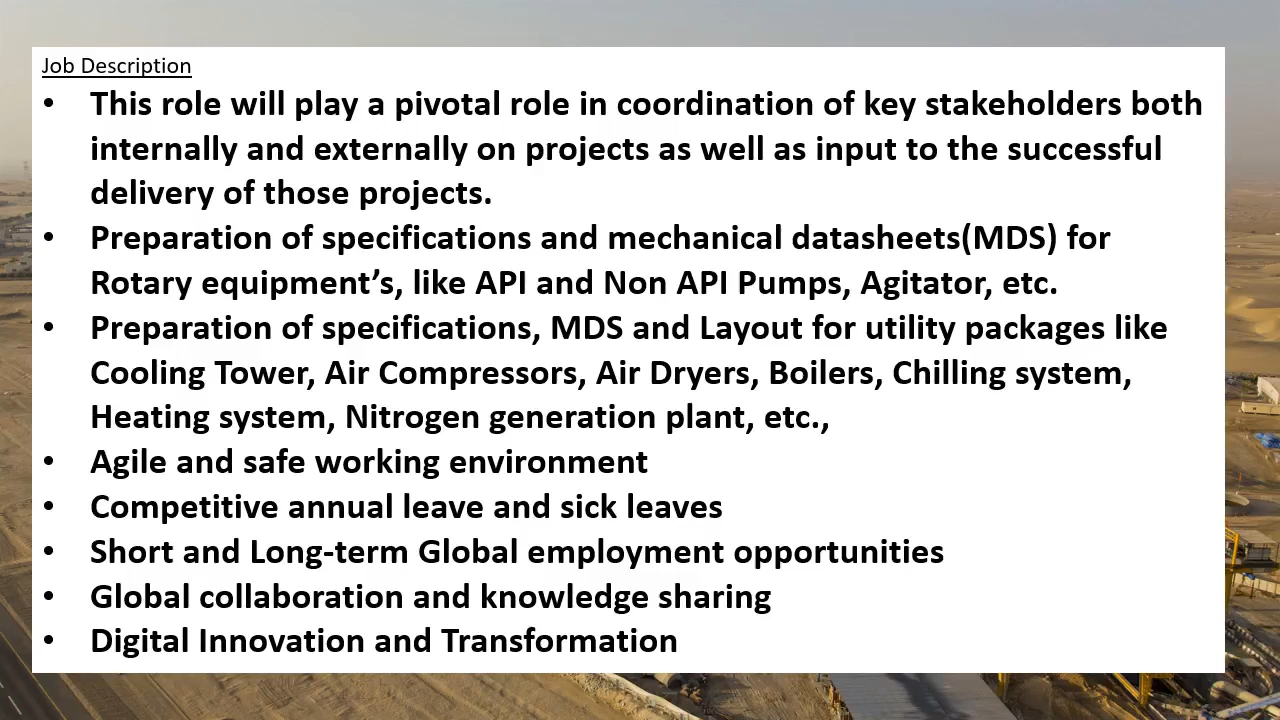 Job Description
• This role will play a pivotal role in coordination of key stakeholders both
internally and externally on projects as well as input to the successful
delivery of those projects.
• Preparation of specifications and mechanical datasheets(MDS) for
Rotary equipment’s, like API and Non API Pumps, Agitator, etc.
• Preparation of specifications, MDS and Layout for utility packages like
Cooling Tower, Air Compressors, Air Dryers, Boilers, Chilling system,
Heating system, Nitrogen generation plant, etc.,
• Agile and safe working environment
• Competitive annual leave and sick leaves
• Short and Long-term Global employment opportunities
• Global collaboration and knowledge sharing
• Digital Innovation and Transformation